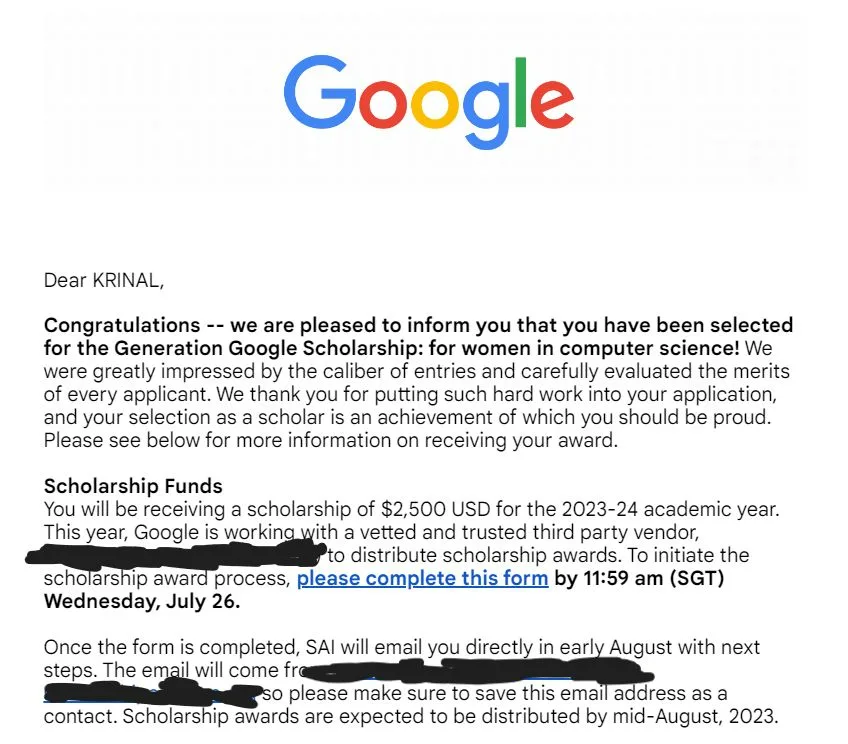 Google
Dear KRINAL,
Congratulations -- we are pleased to inform you that you have been selected
for the Generation Google Scholarship: for women in computer science! We
were greatly impressed by the caliber of entries and carefully evaluated the merits
of every applicant. We thank you for putting such hard work into your application,
and your selection as a scholar is an achievement of which you should be proud.
Please see below for more information on receiving your award.
Scholarship Funds
You will be receiving a scholarship of $2,500 USD for the 2023-24 academic year.
This year, Google is working with a vetted and trusted third party vendor,
to distribute scholarship awards. To initiate the
scholarship award process, please complete this form by 11:59 am (SGT)
Wednesday, July 26.
Once the form is completed, SAI will email you directly in early August with next
steps. The email will come
so please make sure to save this email address as a
contact. Scholarship awards are expected to be distributed by mid-August, 2023.